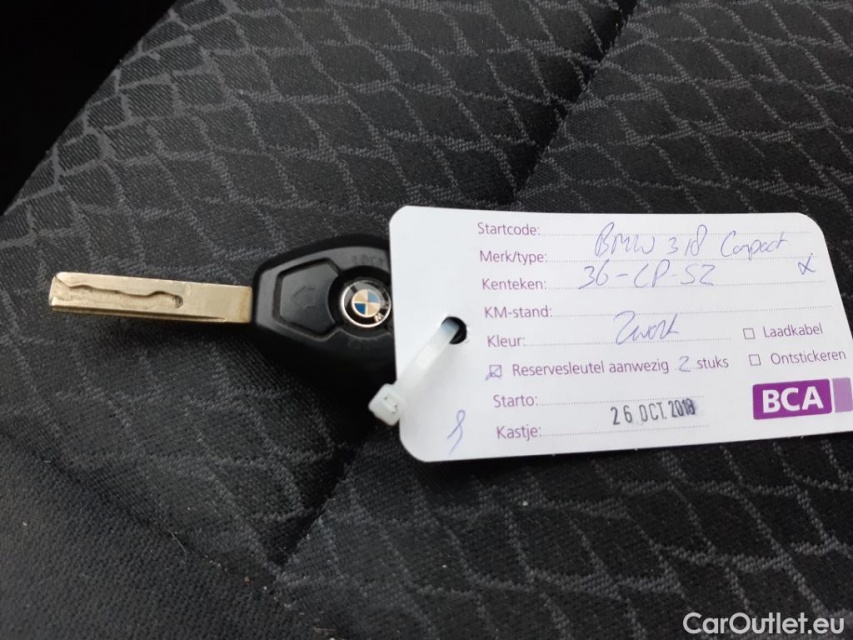 Startcode:
Merk/type: BMW 318 Compact
Kenteken: 36-LP-SZ
KM-stand:
Kleur: Zwart
Laadkabel
Reservesleutel aanwezig 2 stuks
Ontstickeren
Starto:
26 OCT. 2018
BCA
Kastje:
CarOutlet.eu